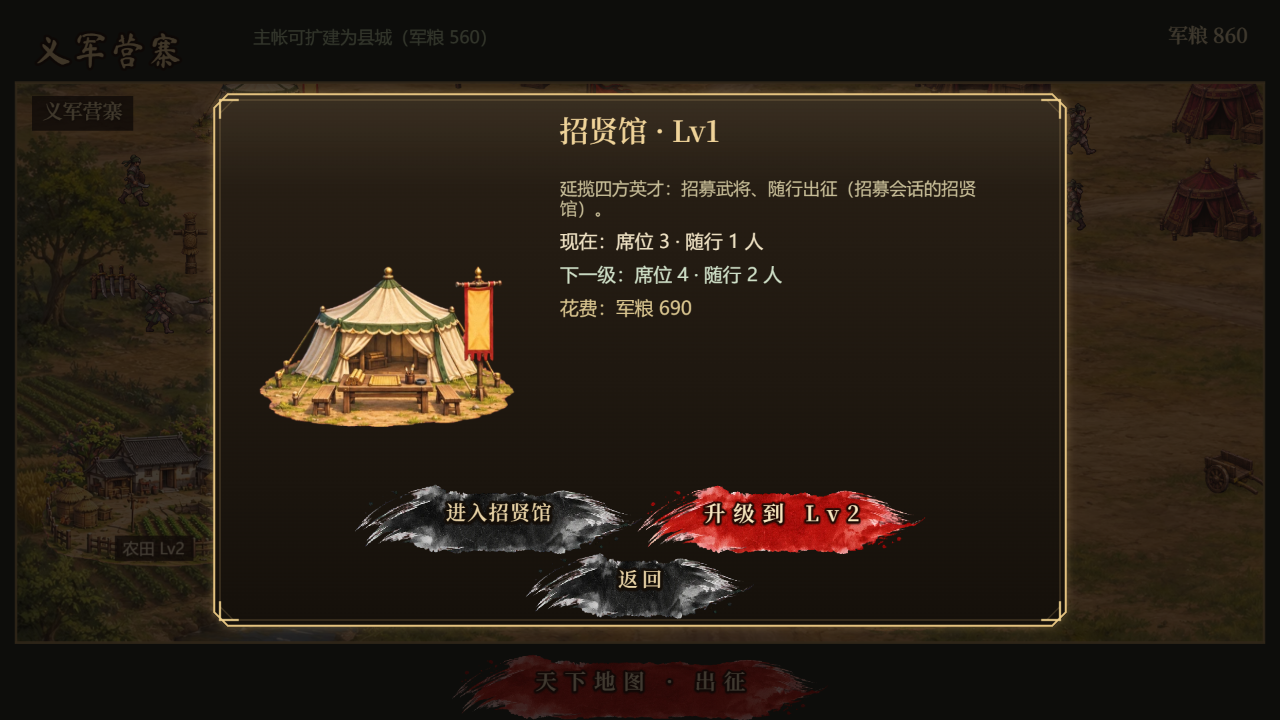 义军营寨
主帐可扩建为县城（军粮 560）
军粮 860
义军营寨
招贤馆 · Lv1
延揽四方英才：招募武将、随行出征（招募会话的招贤
馆）。
现在：席位 3 · 随行 1 人
下一级：席位 4 · 随行 2 人
花费：军粮 690
进入招贤馆
升级到 Lv2
农田 Lv2
返回
天下地图 · 出征